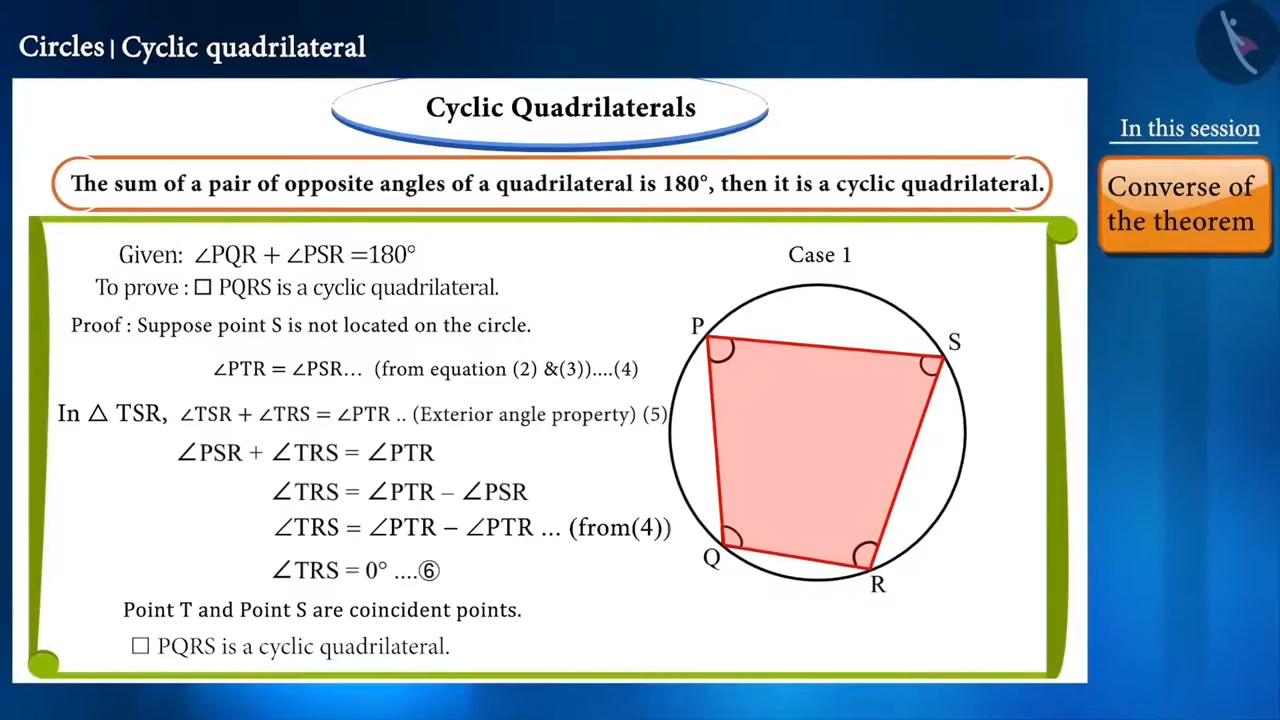 Circles | Cyclic quadrilateral
Cyclic Quadrilaterals
In this session
Converse of
the theorem
The sum of a pair of opposite angles of a quadrilateral is 180°, then it is a cyclic quadrilateral.
Given: ∠PQR + ∠PSR =180°
To prove : □ PQRS is a cyclic quadrilateral.
Proof : Suppose point S is not located on the circle.
∠PTR = ∠PSR... (from equation (2) &(3))....(4)
In △ TSR, ∠TSR + ∠TRS = ∠PTR .. (Exterior angle property) (5)
∠PSR + ∠TRS = ∠PTR
∠TRS = ∠PTR – ∠PSR
∠TRS = ∠PTR – ∠PTR ... (from(4))
∠TRS = 0° ....⑥
Point T and Point S are coincident points.
□ PQRS is a cyclic quadrilateral.
Case 1
P
S
Q
R